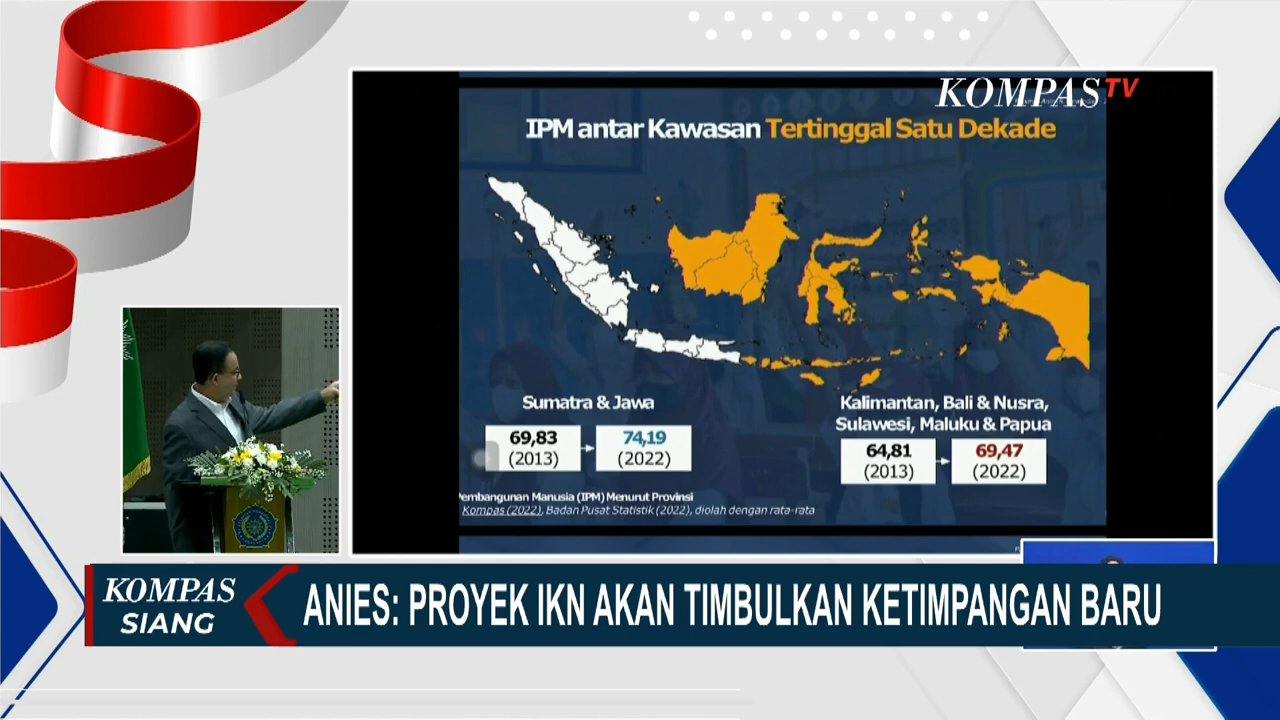 KOMPAS TV
IPM antar Kawasan Tertinggal Satu Dekade
Sumatra & Jawa
69,83
(2013)
74,19
(2022)
Kalimantan, Bali & Nusra,
Sulawesi, Maluku & Papua
64,81
(2013)
69,47
(2022)
Pembangunan Manusia (IPM) Menurut Provinsi
Kompas (2022), Badan Pusat Statistik (2022), diolah dengan rata-rata
KOMPAS
SIANG
ANIES: PROYEK IKN AKAN TIMBULKAN KETIMPANGAN BARU